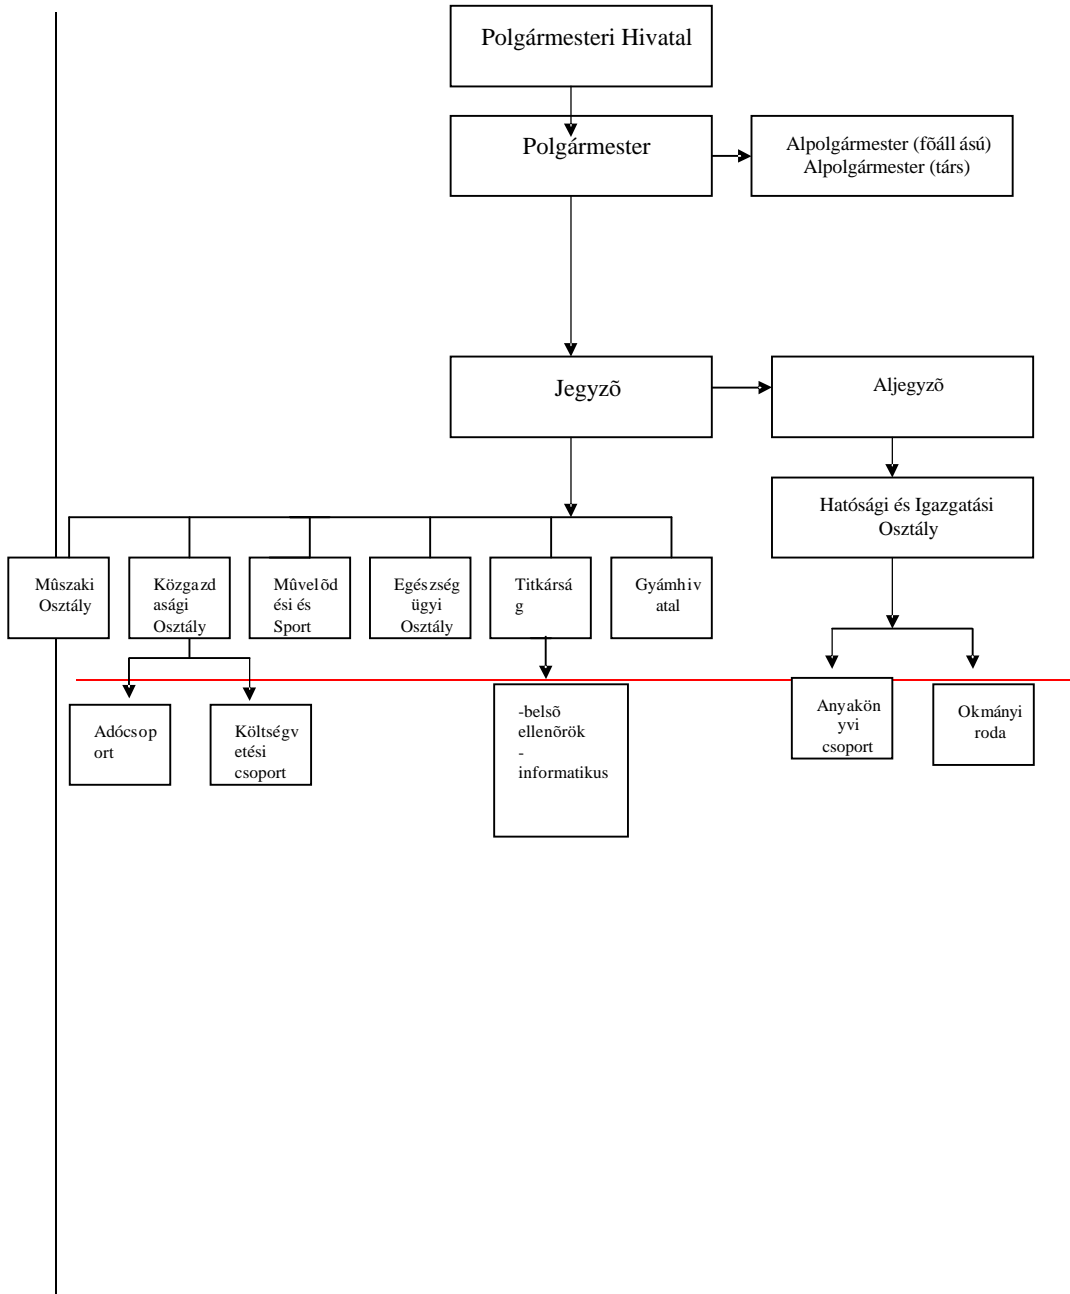 Polgármesteri Hivatal
Polgármester
Alpolgármester (fõáll ású)
Alpolgármester (társ)
Jegyzõ
Aljegyzõ
Hatósági és Igazgatási
Osztály
Mûszaki
Osztály
Közgazd
asági
Osztály
Mûvelõd
ési és
Sport
Egészség
ügyi
Osztály
Titkársá
g
Gyámhiv
atal
Adócsop
ort
Költségv
etési
csoport
-belsõ
ellenõrök
-
informatikus
Anyakön
yvi
csoport
Okmányi
roda